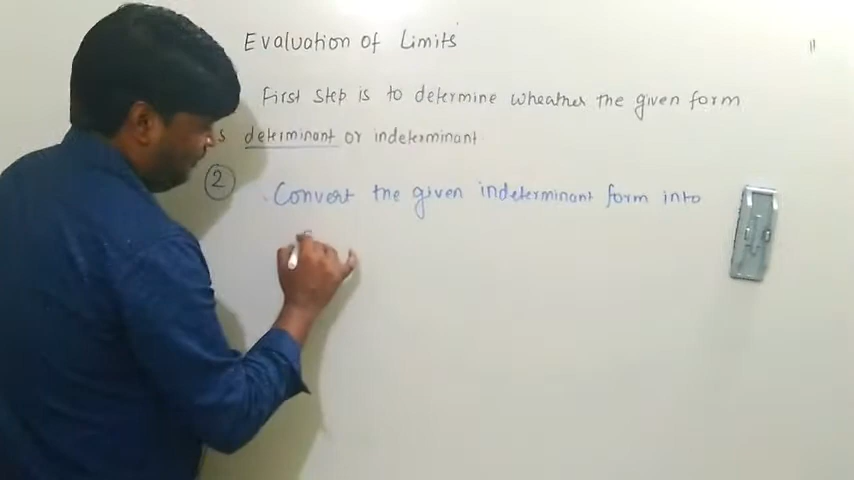 Evaluation of Limits
First step is to determine wheather the given form
s determinant or indeterminant
2 Convert the given indeterminant form into